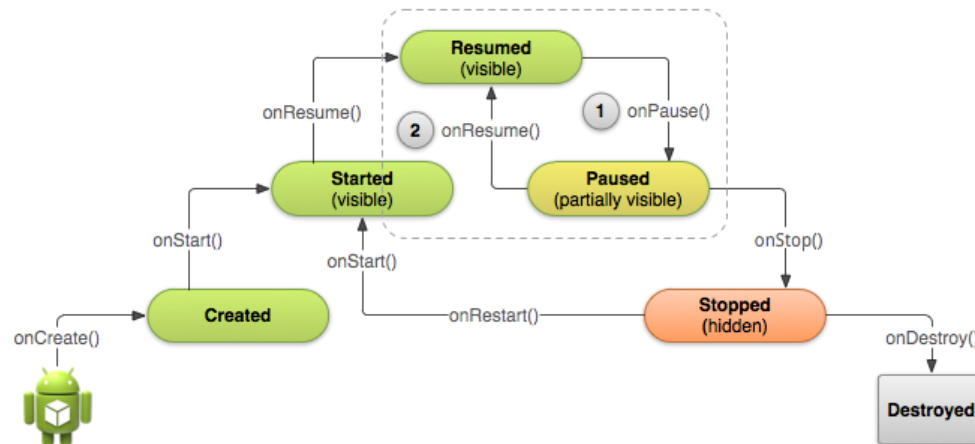 Resumed
(visible)
onResume()
2
onResume()
1
onPause()
Started
(visible)
Paused
(partially visible)
onStart()
onStart()
onStop()
Created
onRestart()
Stopped
(hidden)
onCreate()
onDestroy()
Destroyed